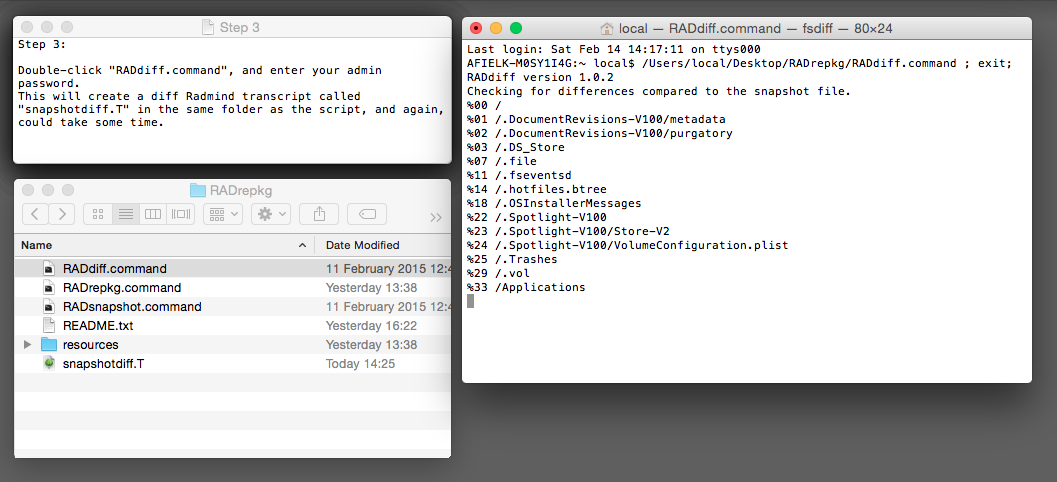 Step 3
Step 3:
Double-click "RADdiff.command", and enter your admin
password.
This will create a diff Radmind transcript called
"snapshotdiff.T" in the same folder as the script, and again,
could take some time.
RADrepkg
Name Date Modified
RADdiff.command 11 February 2015 12:4
RADrepkg.command Yesterday 13:38
RADsnapshot.command 11 February 2015 12:4
README.txt Yesterday 16:22
resources Yesterday 13:38
snapshotdiff.T Today 14:25
local — RADdiff.command — fsdiff — 80×24
Last login: Sat Feb 14 14:17:11 on ttys000
AFIELK-M0SY1I4G:~ local$ /Users/local/Desktop/RADrepkg/RADdiff.command ; exit;
RADdiff version 1.0.2
Checking for differences compared to the snapshot file.
%00 /
%01 /.DocumentRevisions-V100/metadata
%02 /.DocumentRevisions-V100/purgatory
%03 /.DS_Store
%07 /.file
%11 /.fseventsd
%14 /.hotfiles.btree
%18 /.OSInstallerMessages
%22 /.Spotlight-V100
%23 /.Spotlight-V100/Store-V2
%24 /.Spotlight-V100/VolumeConfiguration.plist
%25 /.Trashes
%29 /.vol
%33 /Applications